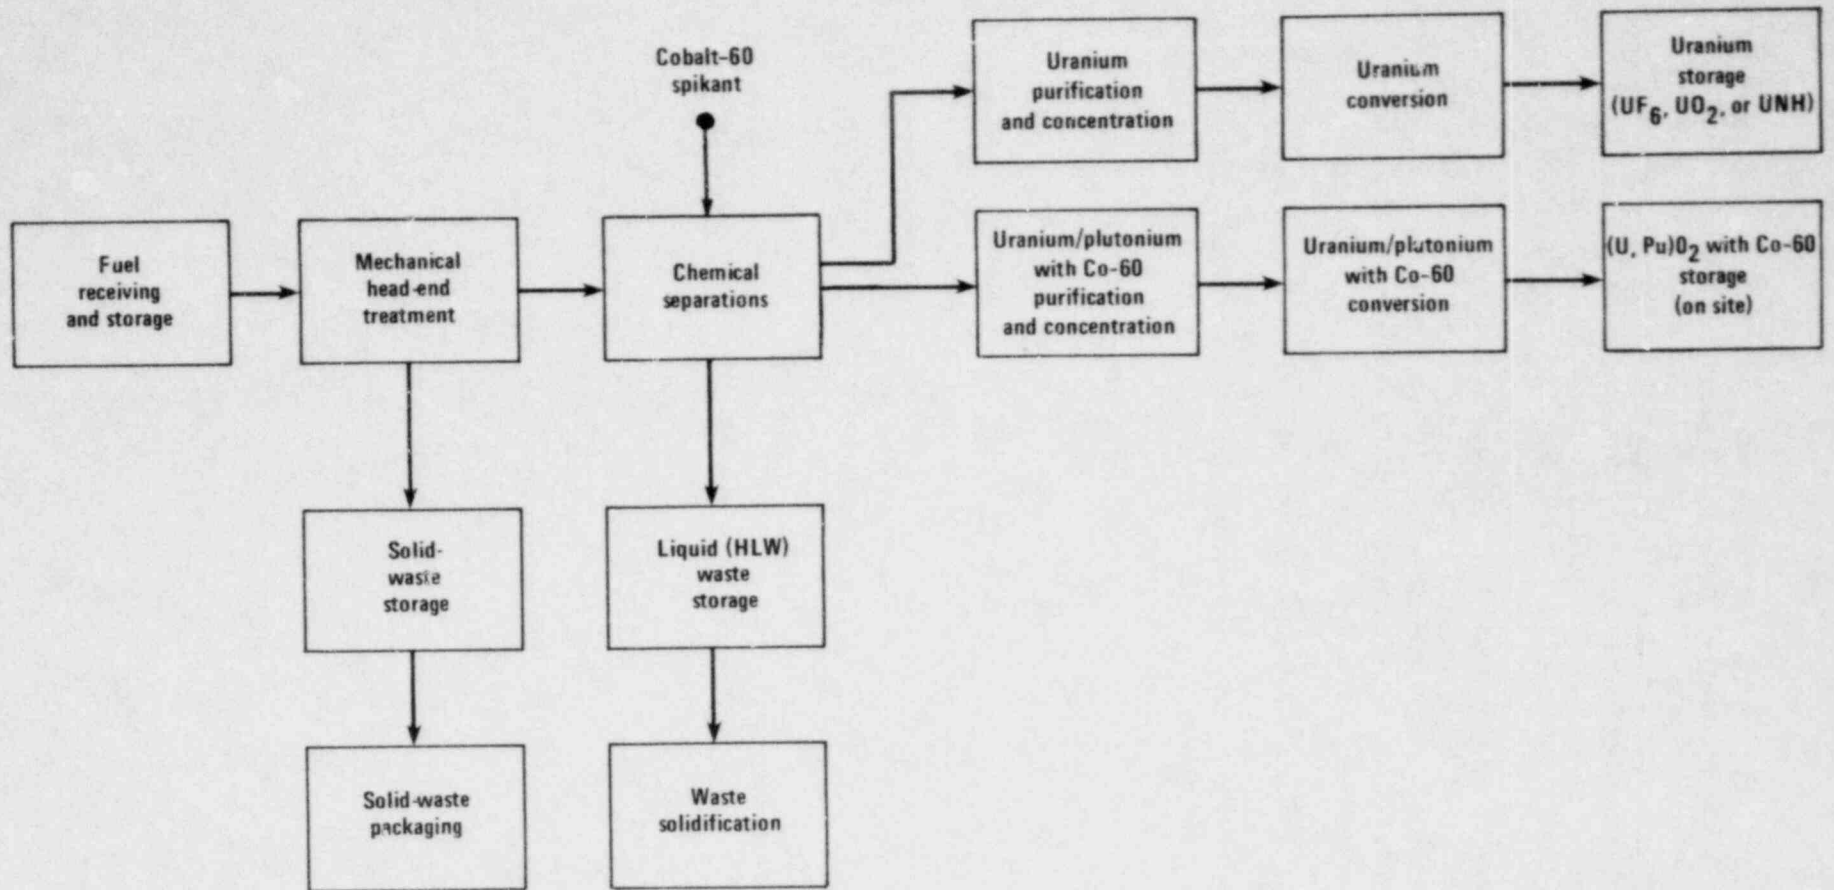 Cobalt-60
spikant
Uranium
purification
and concentration
Uranium
conversion
Uranium
storage
(UF6, UO2, or UNH)
Fuel
receiving
and storage
Mechanical
head-end
treatment
Chemical
separations
Uranium/plutonium
with Co-60
purification
and concentration
Uranium/plutonium
with Co-60
conversion
(U, Pu)O2 with Co-60
storage
(on site)
Solid-
waste
storage
Liquid (HLW)
waste
storage
Solid-waste
packaging
Waste
solidification